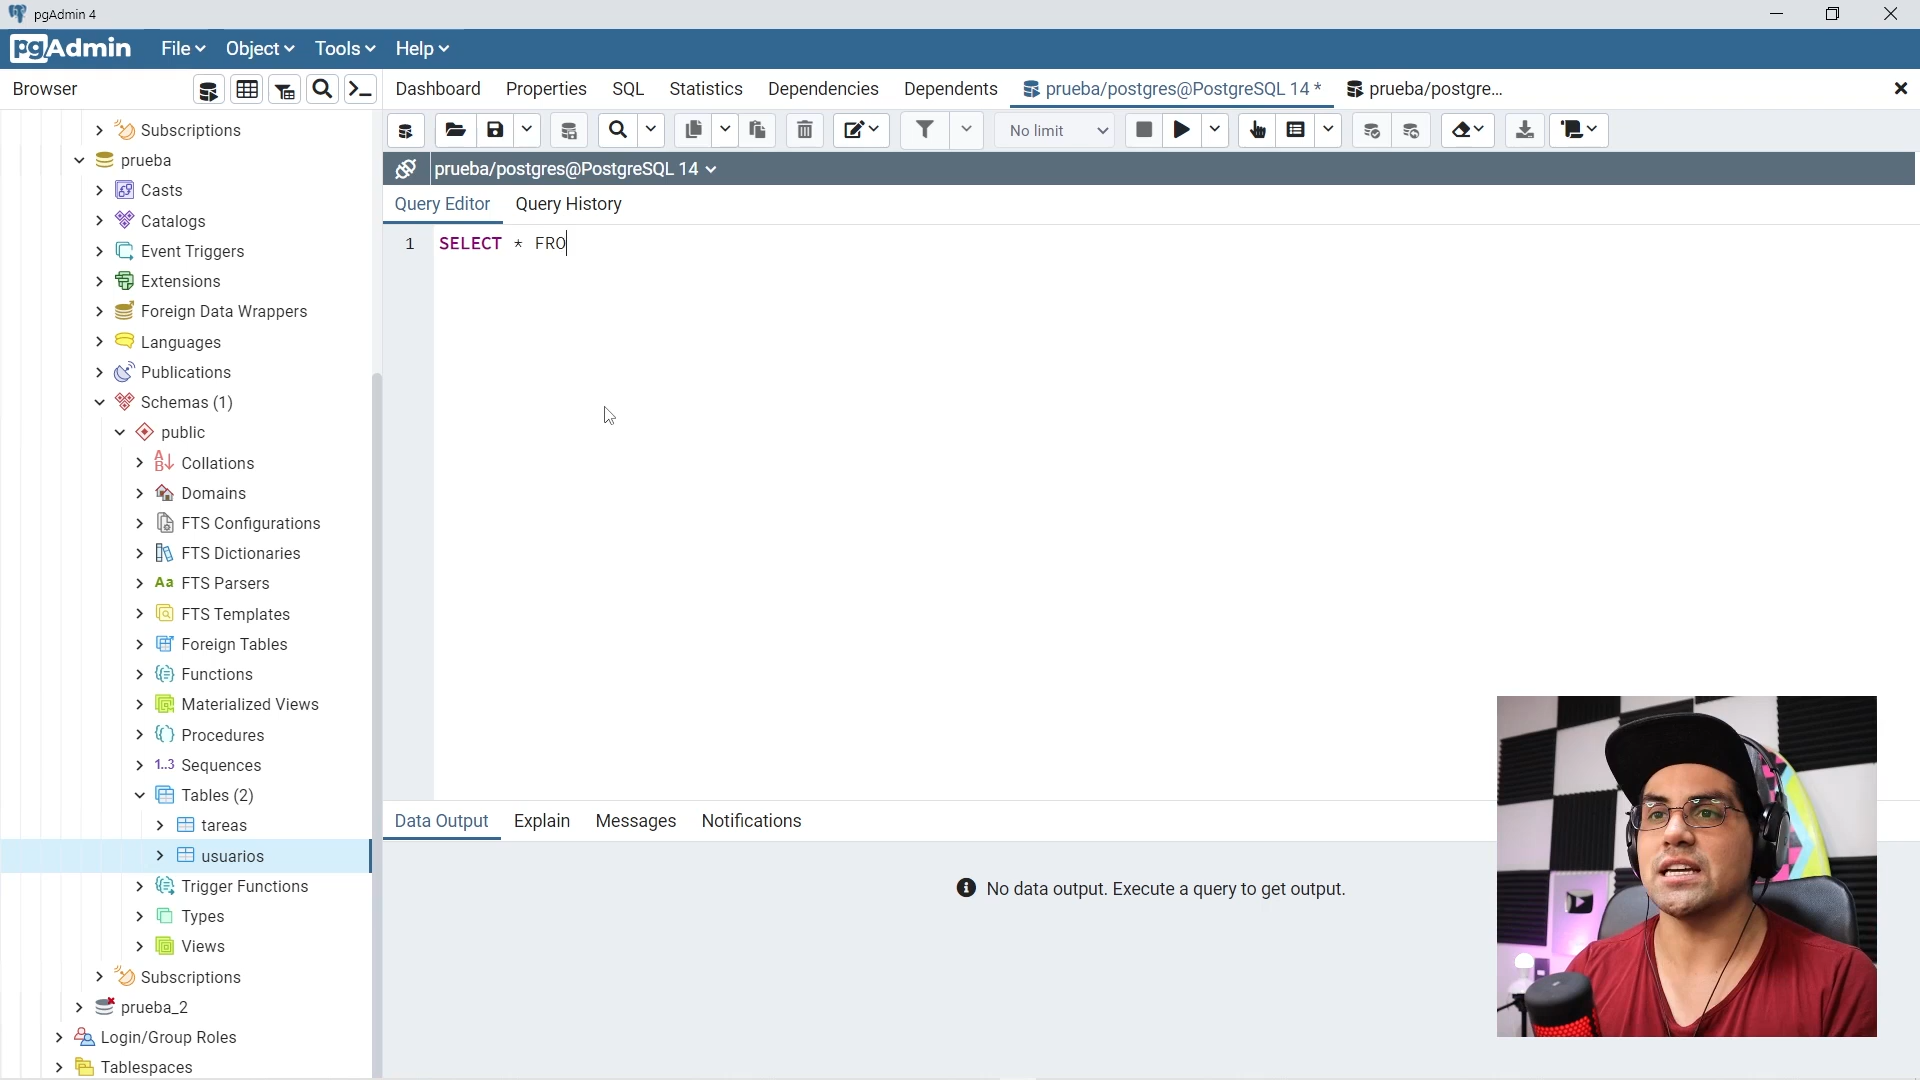 pgAdmin 4
pgAdmin File Object Tools Help
Browser
Dashboard Properties SQL Statistics Dependencies Dependents prueba/postgres@PostgreSQL 14 * prueba/postgre...
No limit
prueba/postgres@PostgreSQL 14
Query Editor Query History
1 SELECT * FRO
Subscriptions
prueba
Casts
Catalogs
Event Triggers
Extensions
Foreign Data Wrappers
Languages
Publications
Schemas (1)
public
Collations
Domains
FTS Configurations
FTS Dictionaries
Aa FTS Parsers
FTS Templates
Foreign Tables
Functions
Materialized Views
Procedures
1..3 Sequences
Tables (2)
tareas
usuarios
Trigger Functions
Types
Views
Subscriptions
prueba_2
Login/Group Roles
Tablespaces
Data Output Explain Messages Notifications
No data output. Execute a query to get output.